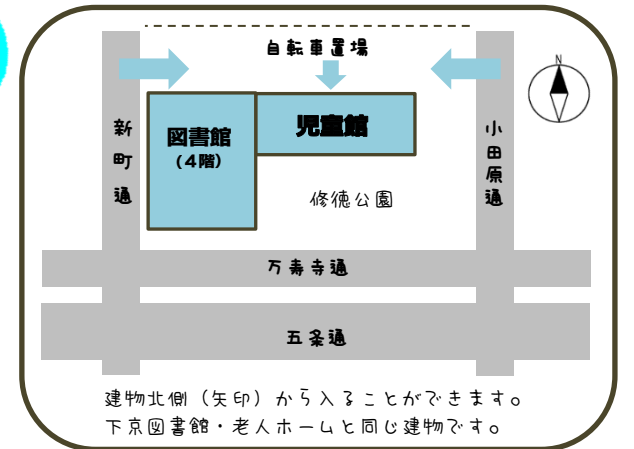 自転車置場
N
新町通
図書館
(4階)
児童館
小田原通
修徳公園
万寿寺通
五条通
建物北側（矢印）から入ることができます。
下京図書館・老人ホームと同じ建物です。